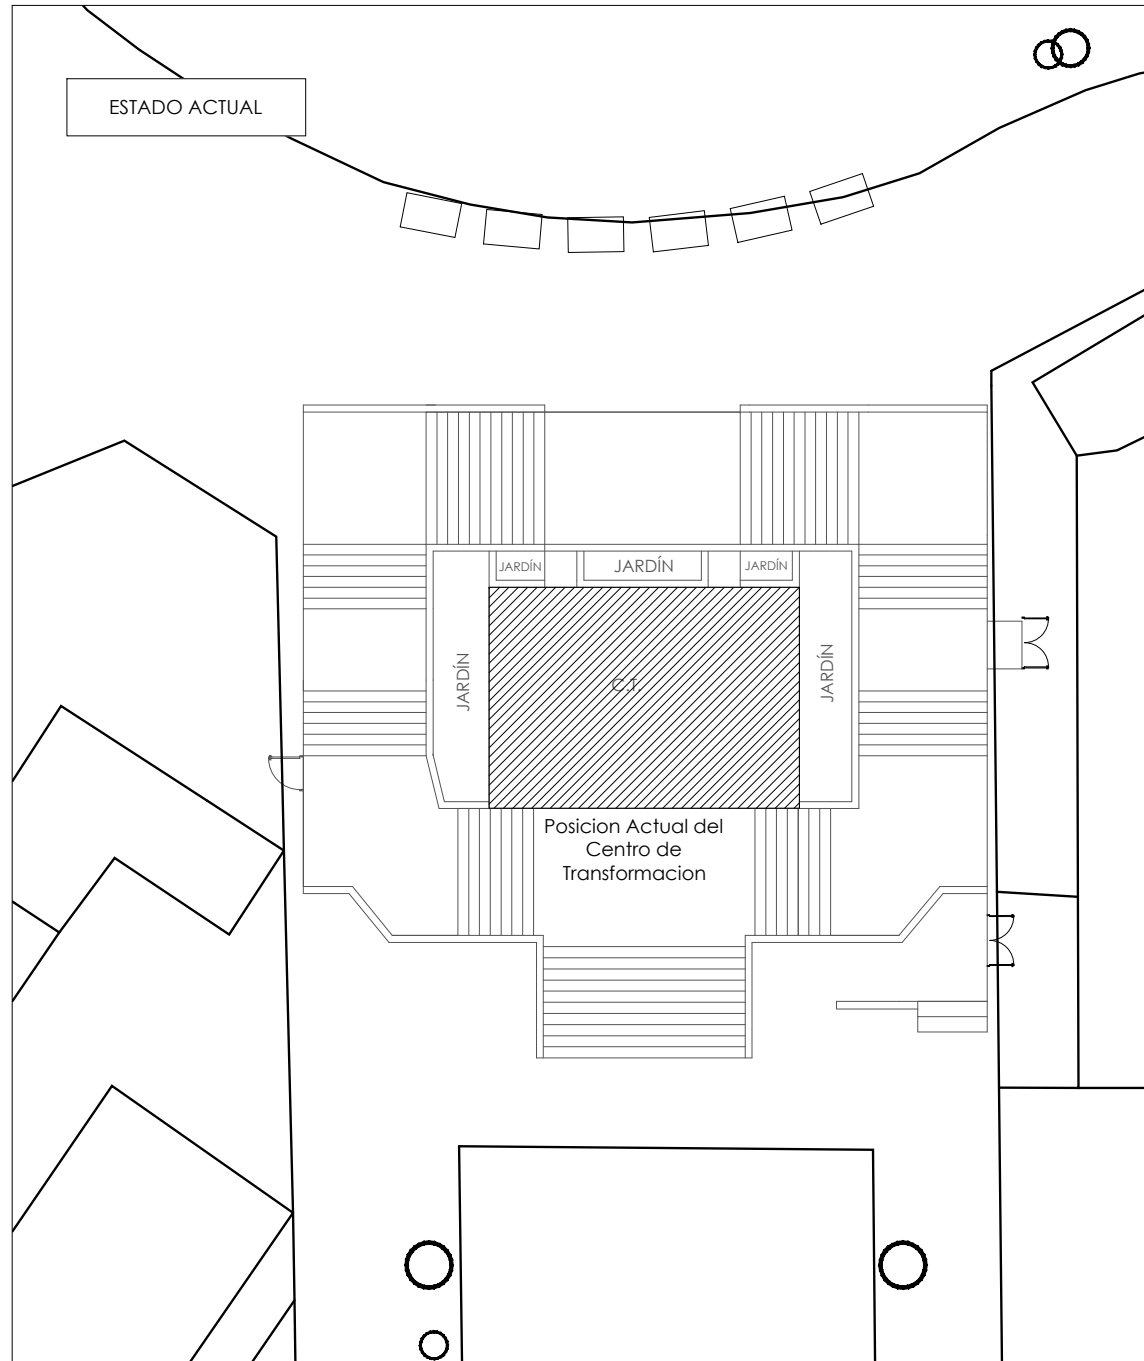 ESTADO ACTUAL
JARDÍN
JARDÍN
JARDÍN
JARDÍN
C.T.
JARDÍN
Posicion Actual del
Centro de
Transformacion